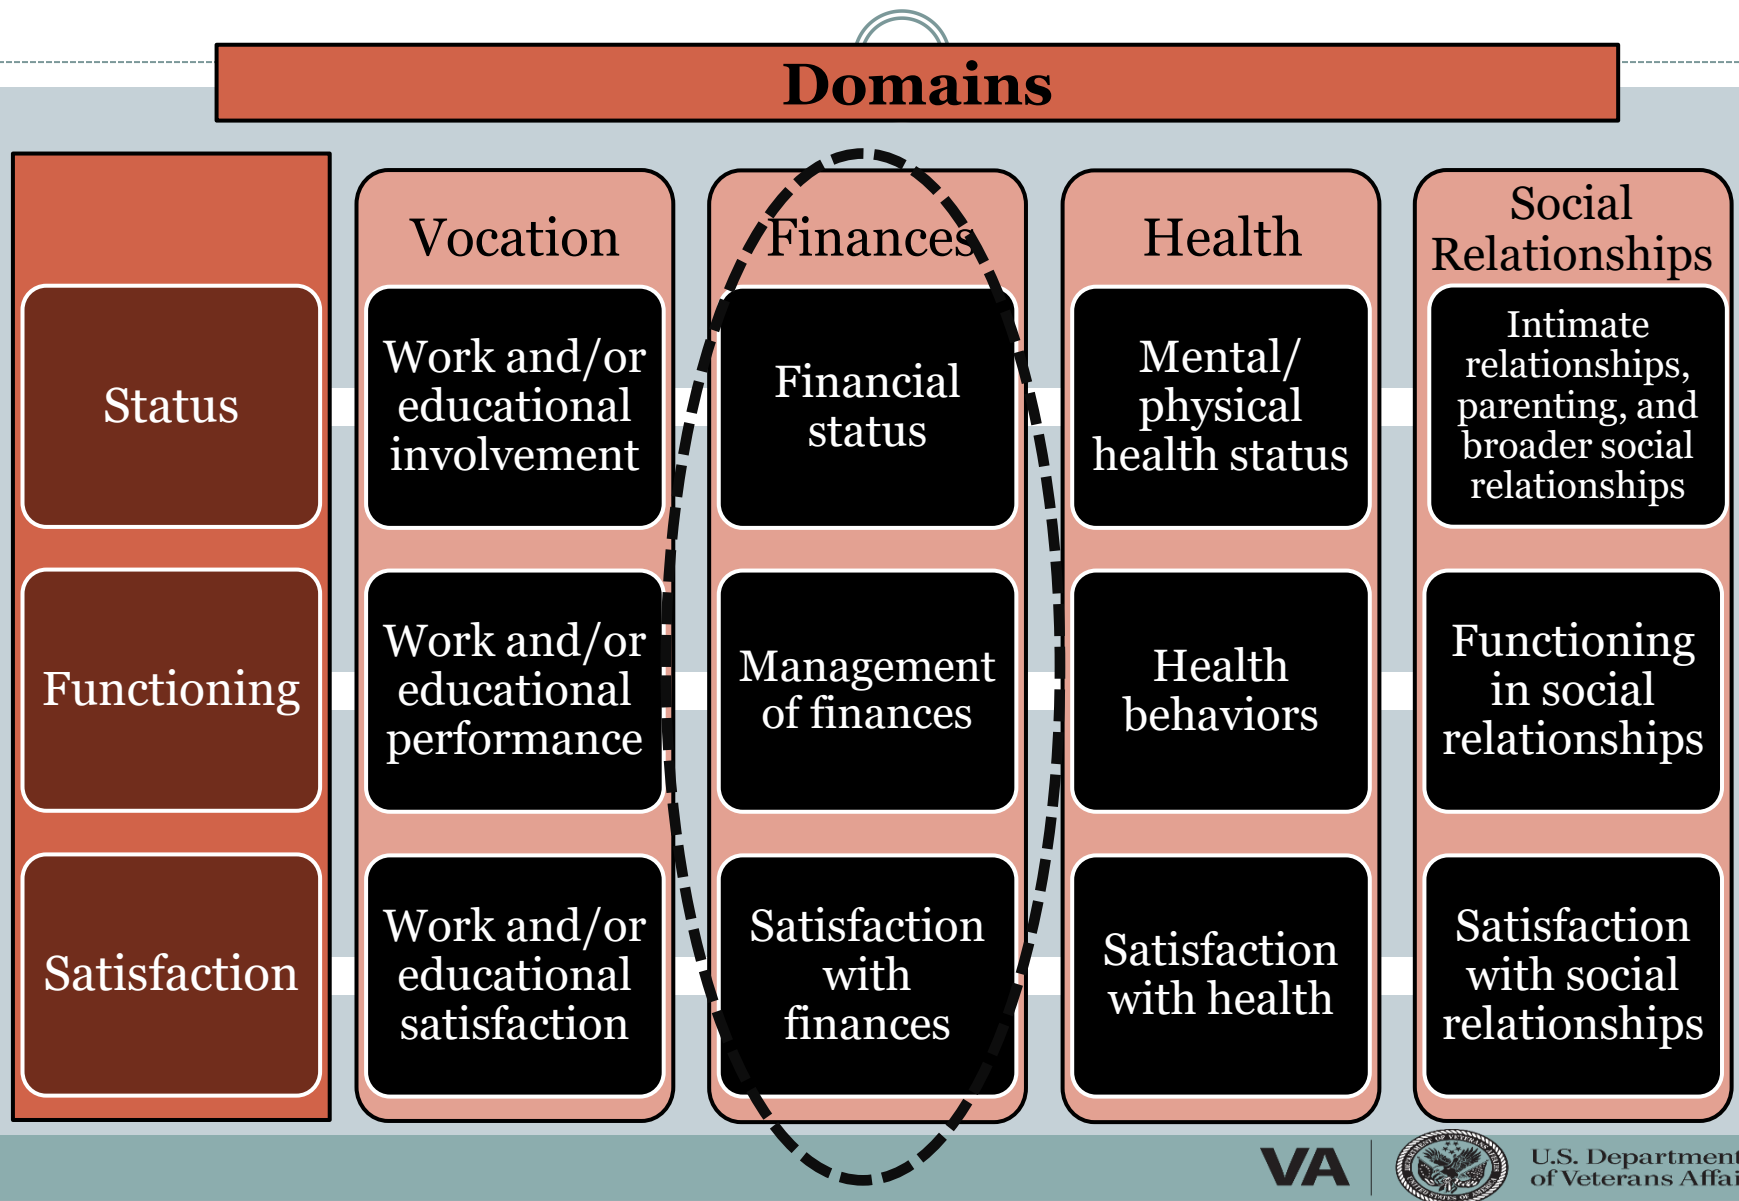 Domains
Vocation
Finances
Health
Social
Relationships
Status
Work and/or
educational
involvement
Financial
status
Mental/
physical
health status
Intimate
relationships,
parenting, and
broader social
relationships
Functioning
Work and/or
educational
performance
Management
of finances
Health
behaviors
Functioning
in social
relationships
Satisfaction
Work and/or
educational
satisfaction
Satisfaction
with
finances
Satisfaction
with health
Satisfaction
with social
relationships
VA
U.S. Department
of Veterans Affai